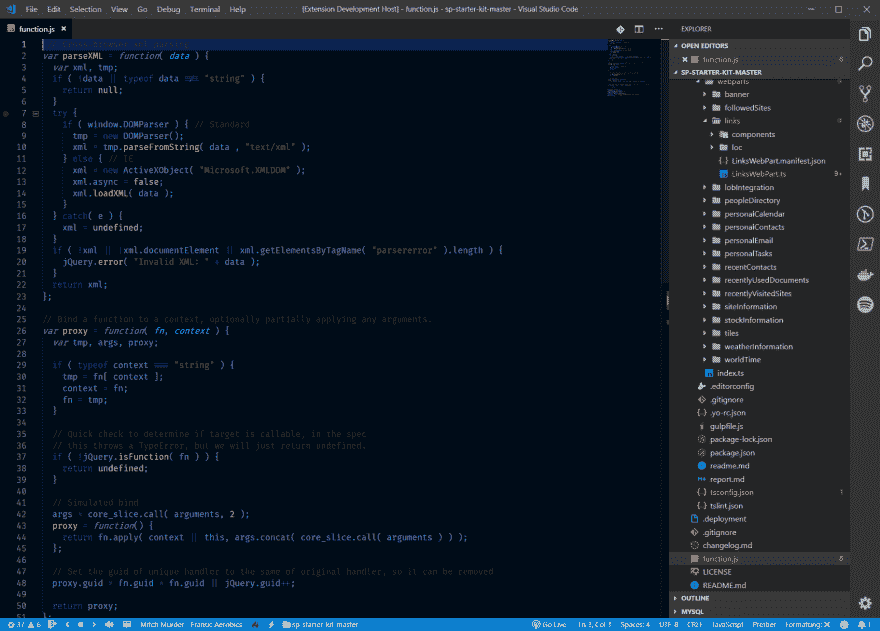 File Edit Selection View Go Debug Terminal Help
[Extension Development Host] - function.js - sp-starter-kit-master - Visual Studio Code
function.js
1
2 var parseXML = function( data ) {
3 var xml, tmp;
4 if ( !data || typeof data === "string" ) {
5 return null;
6 }
7 try {
8 if ( window.DOMParser ) { // Standard
9 tmp = new DOMParser();
10 xml = tmp.parseFromString( data , "text/xml" );
11 } else { // IE
12 xml = new ActiveXObject( "Microsoft.XMLDOM" );
13 xml.async = false;
14 xml.loadXML( data );
15 }
16 } catch( e ) {
17 xml = undefined;
18 }
19 if ( !xml || !xml.documentElement || xml.getElementsByTagName( "parsererror" ).length ) {
20 jQuery.error( "Invalid XML: " + data );
21 }
22 return xml;
23 };
24
25 // Bind a function to a context, optionally partially applying any arguments.
26 var proxy = function( fn, context ) {
27 var tmp, args, proxy;
28
29 if ( typeof context === "string" ) {
30 tmp = fn[ context ];
31 context = fn;
32 fn = tmp;
33 }
34
35 // Quick check to determine if target is callable, in the spec
36 // this throws a TypeError, but we will just return undefined.
37 if ( !jQuery.isFunction( fn ) ) {
38 return undefined;
39 }
40
41 // Simulated bind
42 args = core_slice.call( arguments, 2 );
43 proxy = function() {
44 return fn.apply( context || this, args.concat( core_slice.call( arguments ) ) );
45 };
46
47 // Set the guid of unique handler to the same of original handler, so it can be removed
48 proxy.guid = fn.guid = fn.guid || jQuery.guid++;
49
50 return proxy;
51 };
EXPLORER
OPEN EDITORS
function.js 6
SP-STARTER-KIT-MASTER
webparts
banner
followedSites
links
components
loc
LinksWebPart.manifest.json
LinksWebPart.ts 9+
lobIntegration
peopleDirectory
personalCalendar
personalContacts
personalEmail
personalTasks
recentContacts
recentlyUsedDocuments
recentlyVisitedSites
siteInformation
stockInformation
tiles
weatherInformation
worldTime
index.ts
.editorconfig
.gitignore
.yo-rc.json
gulpfile.js
package-lock.json
package.json
readme.md
report.md
tsconfig.json 1
tslint.json
.deployment
.gitignore
changelog.md
function.js 6
LICENSE
README.md
OUTLINE
MYSQL
37 6 Mitch Murder Frantic Aerobics sp-starter-kit-master Go Live Ln 3, Col 3 Spaces: 4 UTF-8 CRLF JavaScript Prettier Formatting: 1